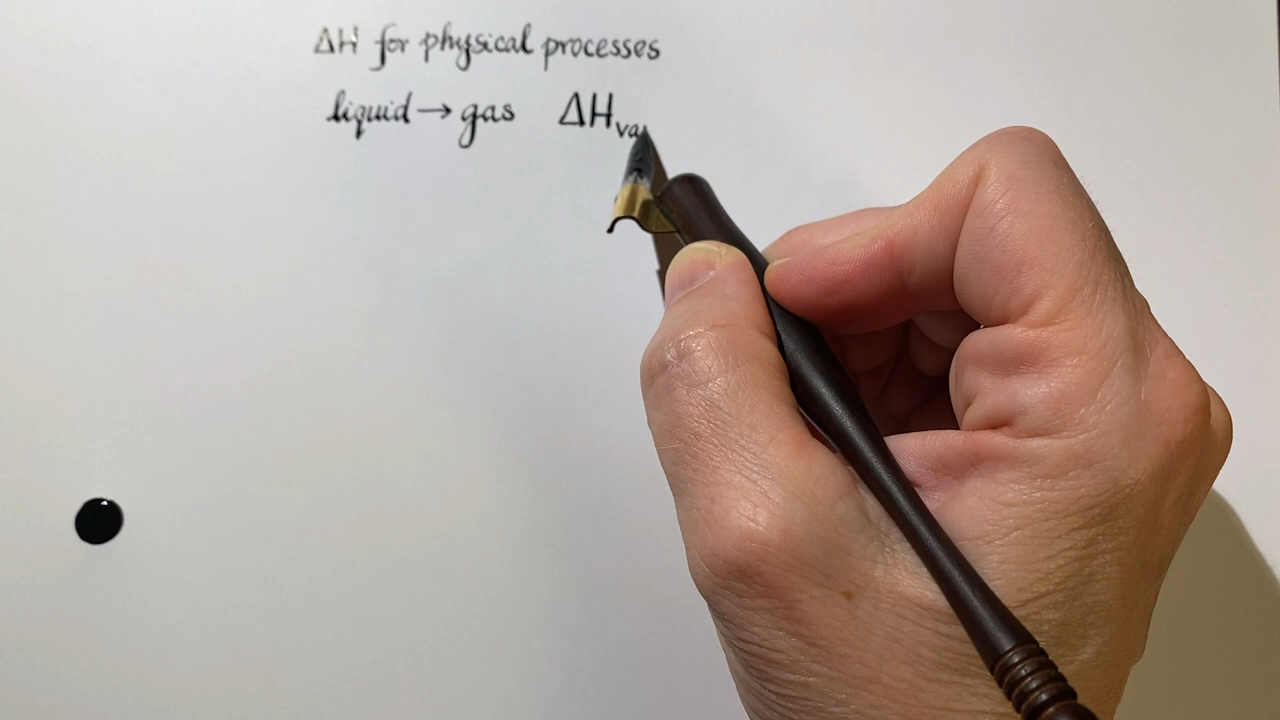 ΔH for physical processes
liquid → gas ΔHva